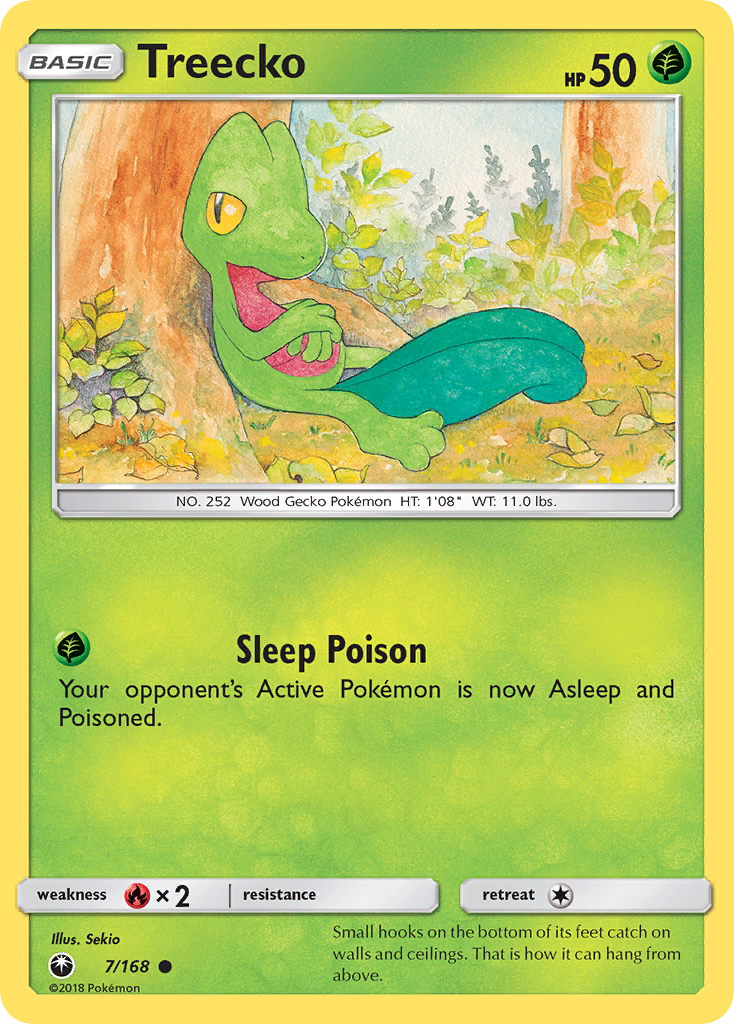 BASIC Treecko HP 50
NO. 252 Wood Gecko Pokémon HT: 1'08" WT: 11.0 lbs.
Sleep Poison
Your opponent's Active Pokémon is now Asleep and
Poisoned.
weakness ×2 resistance retreat
Illus. Sekio
7/168
©2018 Pokémon
Small hooks on the bottom of its feet catch on
walls and ceilings. That is how it can hang from
above.